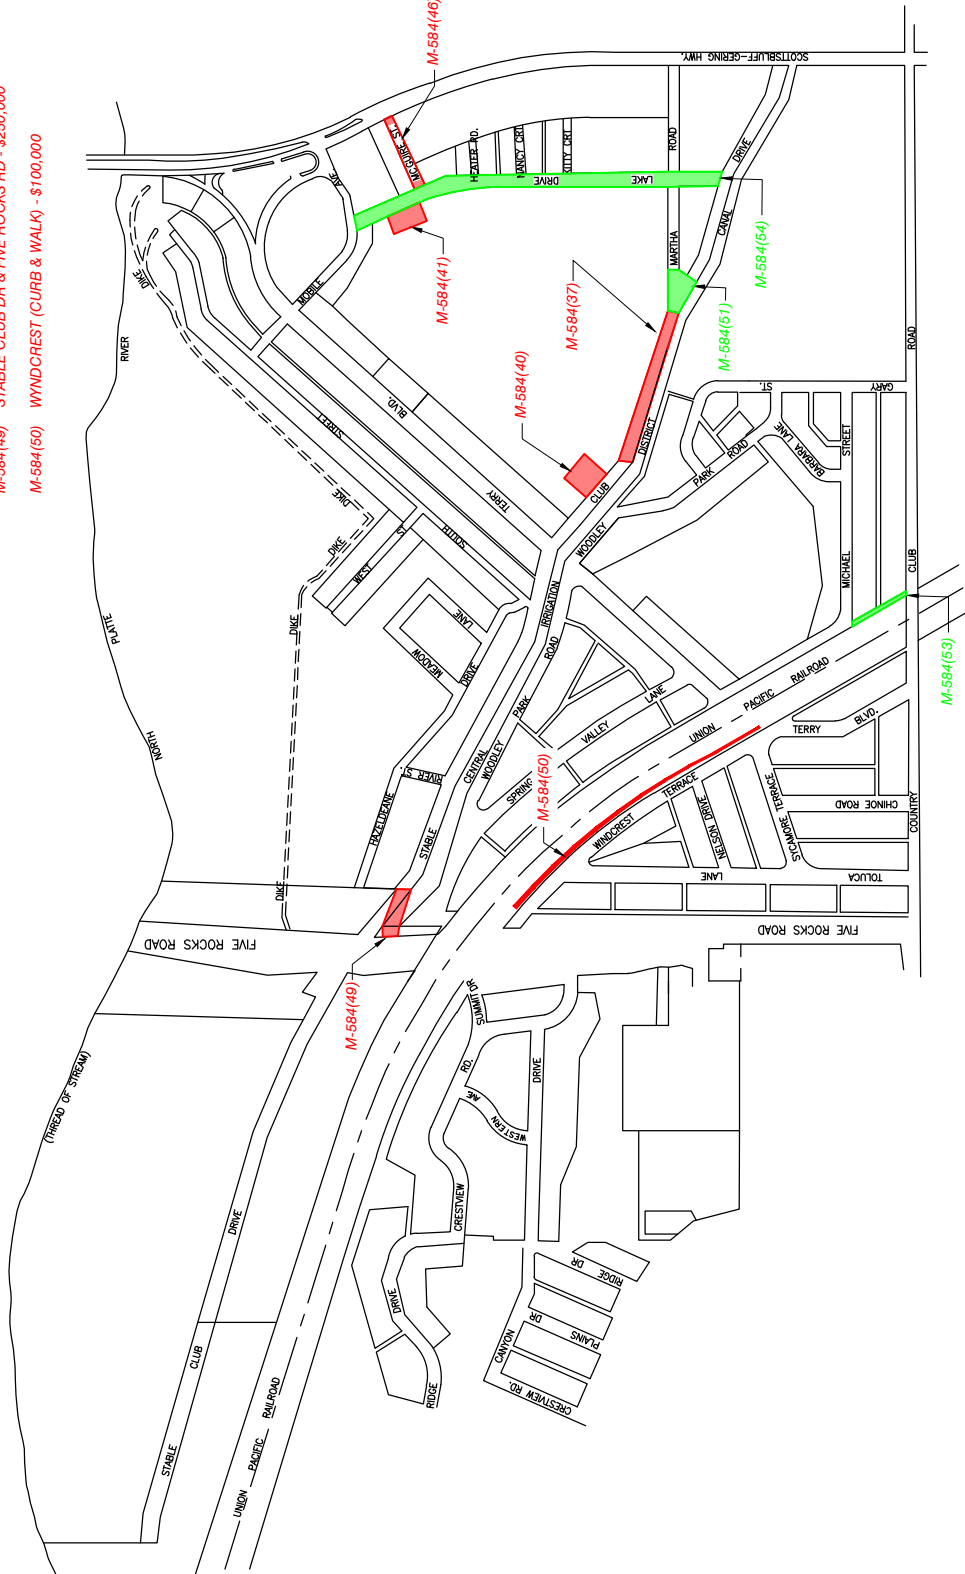 M-584(49) STABLE CLUB DR & FIVE ROCKS RD - $250,000
M-584(50) WYNDCREST (CURB & WALK) - $100,000
M-584(46)
SCOTTSBLUFF-GERING HWY.
MCGUIRE ST.
AVE
HEATER RD.
NANCY CRT
KITTY CRT
ROAD
LAKE
DRIVE
DRIVE
CANAL
MARTHA
M-584(54)
M-584(51)
M-584(41)
M-584(37)
M-584(40)
DIKE
RIVER
MOBILE
BLVD.
TERRY
STREET
SOUTH
DIKE
DIKE
ST
WEST
LANE
MEADOW
DRIVE
DIKE
PLATTE
NORTH
DISTRICT
CLUB
PARK
ROAD
WOODLEY
ST.
GARY
ROAD
BARBARA LANE
STREET
MICHAEL
CLUB
M-584(53)
IRRIGATION
ROAD
PARK
WOODLEY
CENTRAL
LANE
VALLEY
SPRING
RIVER ST.
HAZELDEANE
STABLE
UNION
PACIFIC
RAILROAD
M-584(50)
TERRACE
WINDCREST
NELSON DRIVE
SYCAMORE TERRACE
TERRY
BLVD.
CHINOE ROAD
COUNTRY
LANE
TOLUCA
FIVE ROCKS ROAD
DIKE
FIVE ROCKS ROAD
M-584(49)
SUMMIT DR
RD.
DRIVE
WESTERN
AVE
CRESTVIEW
(THREAD OF STREAM)
DRIVE
CLUB
STABLE
DRIVE
RIDGE
CANYON
RIDGE DR
PLAINS DR
CRESTVIEW RD.
UNION
PACIFIC
RAILROAD